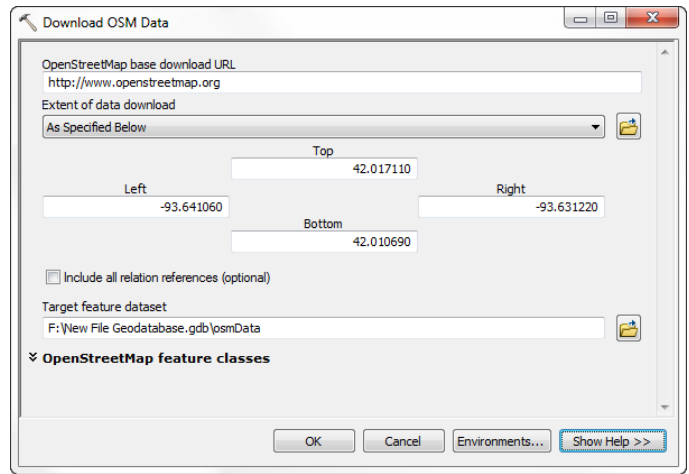 Download OSM Data
OpenStreetMap base download URL
http://www.openstreetmap.org
Extent of data download
As Specified Below
Top
42.017110
Left Right
-93.641060 -93.631220
Bottom
42.010690
Include all relation references (optional)
Target feature dataset
F:\New File Geodatabase.gdb\osmData
OpenStreetMap feature classes
OK Cancel Environments... Show Help >>